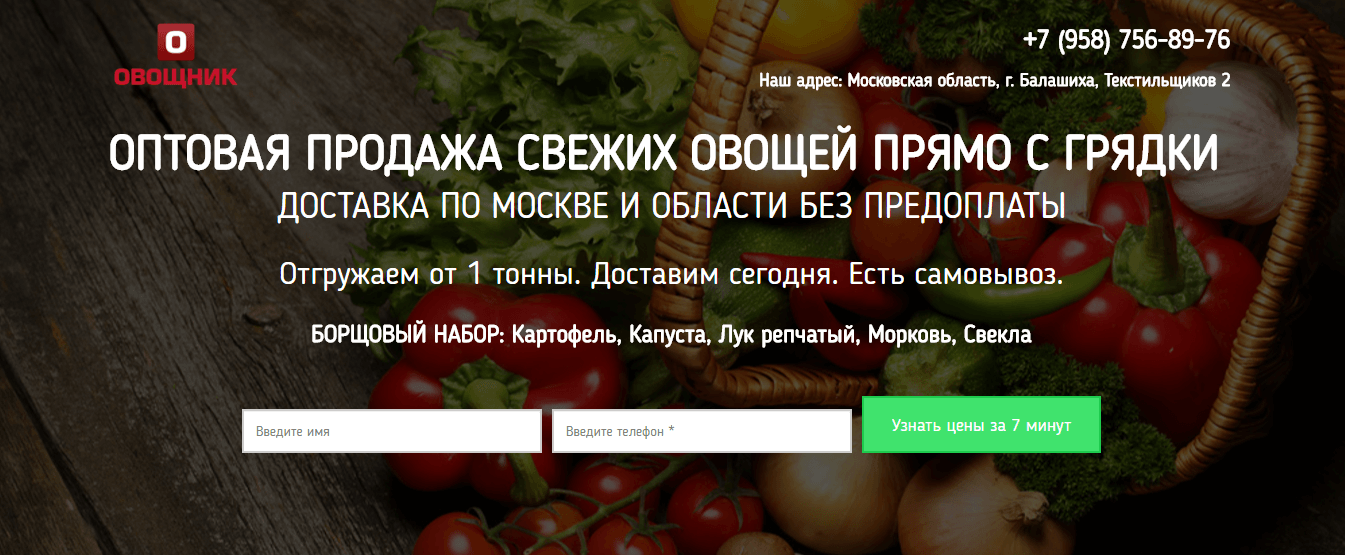 О
ОВОЩНИК
+7 (958) 756-89-76
Наш адрес: Московская область, г. Балашиха, Текстильщиков 2
ОПТОВАЯ ПРОДАЖА СВЕЖИХ ОВОЩЕЙ ПРЯМО С ГРЯДКИ
ДОСТАВКА ПО МОСКВЕ И ОБЛАСТИ БЕЗ ПРЕДОПЛАТЫ
Отгружаем от 1 тонны. Доставим сегодня. Есть самовывоз.
БОРЩОВЫЙ НАБОР: Картофель, Капуста, Лук репчатый, Морковь, Свекла
Введите имя
Введите телефон *
Узнать цены за 7 минут